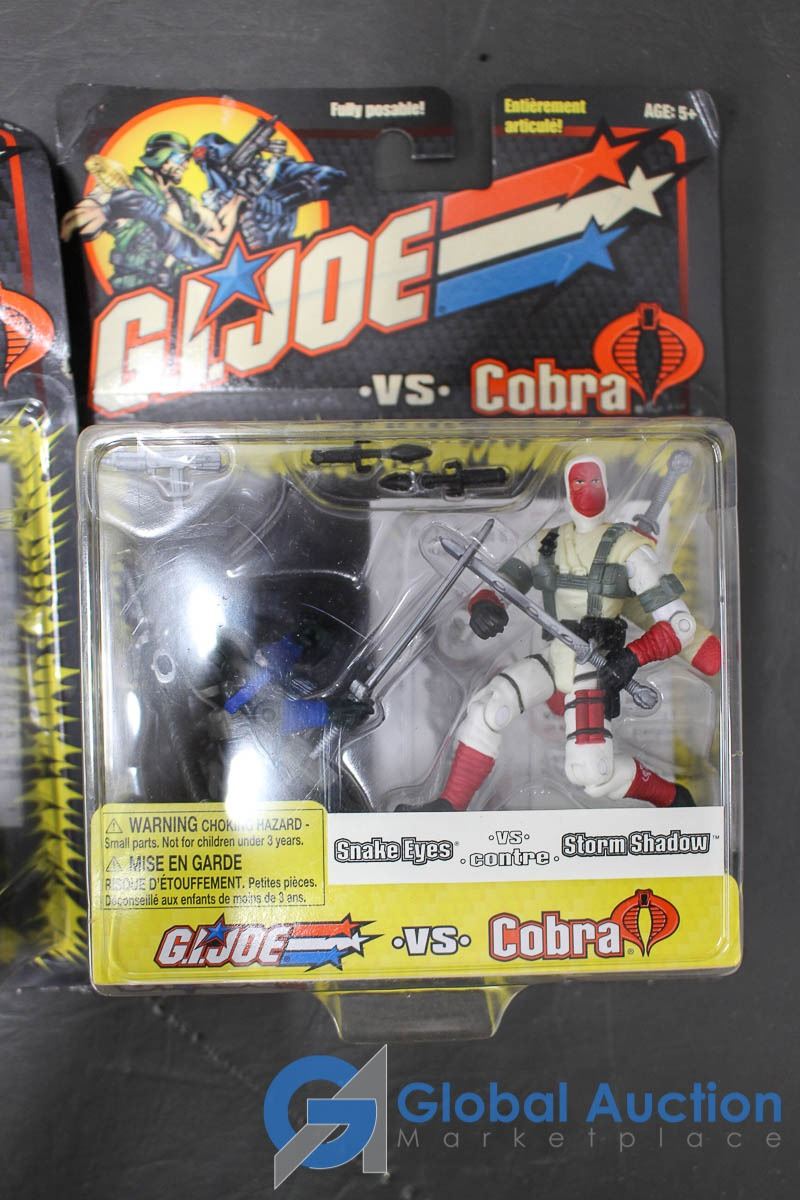 Fully posable!
Entièrement
articulé!
AGE: 5+
G.I.JOE
•VS• Cobra
⚠ WARNING CHOKING HAZARD -
Small parts. Not for children under 3 years.
⚠ MISE EN GARDE
RISQUE D'ÉTOUFFEMENT. Petites pièces.
Déconseillé aux enfants de moins de 3 ans.
Snake Eyes® •VS• contre• Storm Shadow™
G.I.JOE® •VS• Cobra®
GA Global Auction
Marketplace